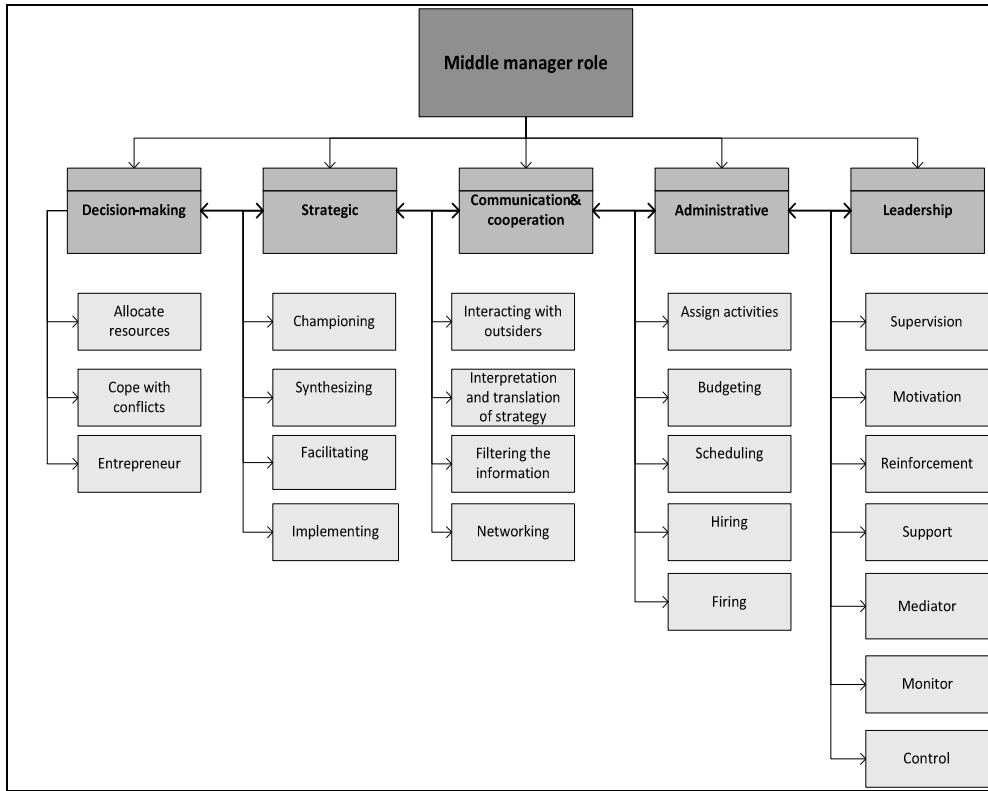 Middle manager role
Decision-making
Strategic
Communication&
cooperation
Administrative
Leadership
Allocate
resources
Cope with
conflicts
Entrepreneur
Championing
Synthesizing
Facilitating
Implementing
Interacting with
outsiders
Interpretation
and translation
of strategy
Filtering the
information
Networking
Assign activities
Budgeting
Scheduling
Hiring
Firing
Supervision
Motivation
Reinforcement
Support
Mediator
Monitor
Control